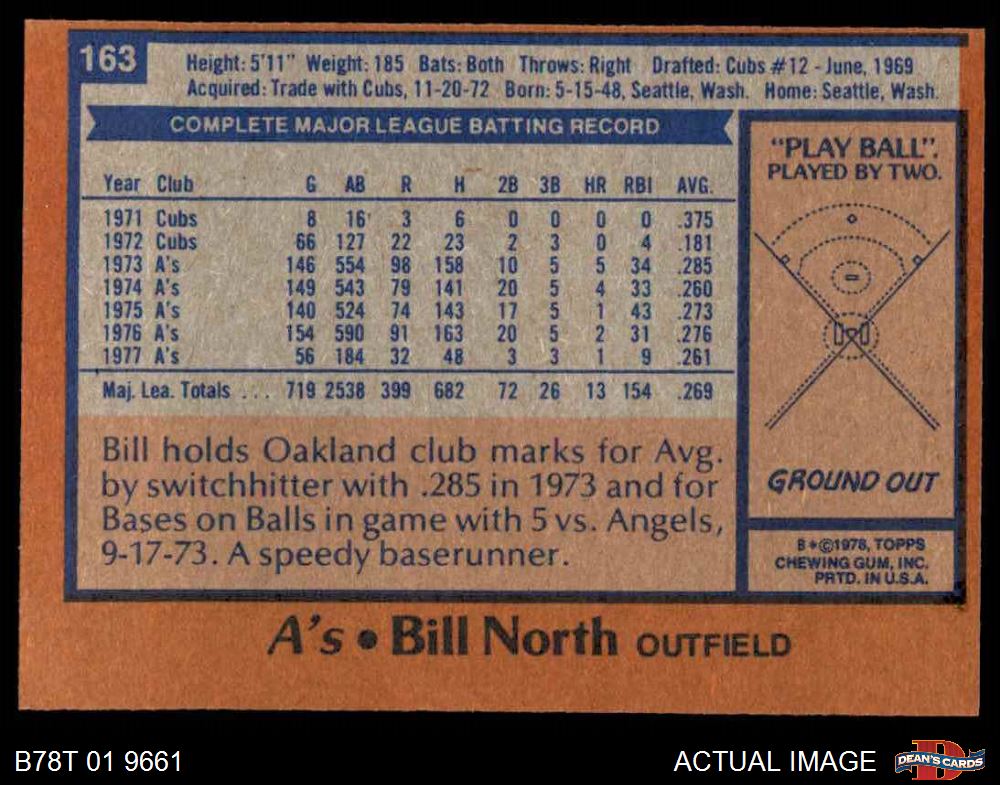 163
Height: 5'11" Weight: 185 Bats: Both Throws: Right Drafted: Cubs #12 - June, 1969
Acquired: Trade with Cubs, 11-20-72 Born: 5-15-48, Seattle, Wash. Home: Seattle, Wash.
COMPLETE MAJOR LEAGUE BATTING RECORD
Year Club G AB R H 2B 3B HR RBI AVG.
1971 Cubs 8 16 3 6 0 0 0 0 .375
1972 Cubs 66 127 22 23 2 3 0 4 .181
1973 A's 146 554 98 158 10 5 5 34 .285
1974 A's 149 543 79 141 20 5 4 33 .260
1975 A's 140 524 74 143 17 5 1 43 .273
1976 A's 154 590 91 163 20 5 2 31 .276
1977 A's 56 184 32 48 3 3 1 9 .261
Maj. Lea. Totals ... 719 2538 399 682 72 26 13 154 .269
Bill holds Oakland club marks for Avg.
by switchhitter with .285 in 1973 and for
Bases on Balls in game with 5 vs. Angels,
9-17-73. A speedy baserunner.
"PLAY BALL".
PLAYED BY TWO.
GROUND OUT
B*©1978, TOPPS
CHEWING GUM, INC.
PRTD. IN U.S.A.
A's • Bill North OUTFIELD
B78T 01 9661
ACTUAL IMAGE
DEAN'S CARDS